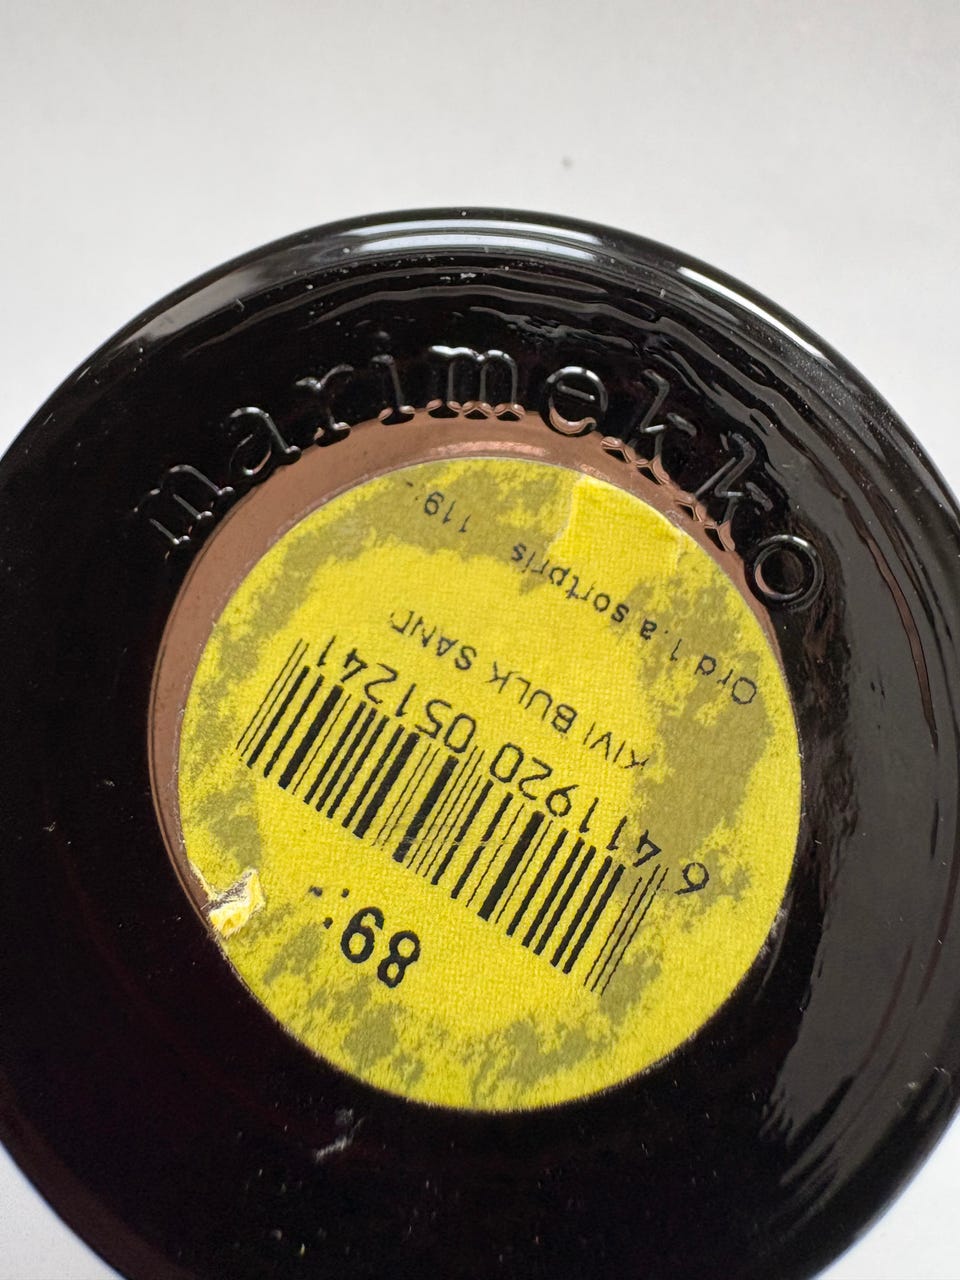 marimekko
89:-
6 411920 051241
KIVI BULK SAND
Ord 1.a sortpris 119:-